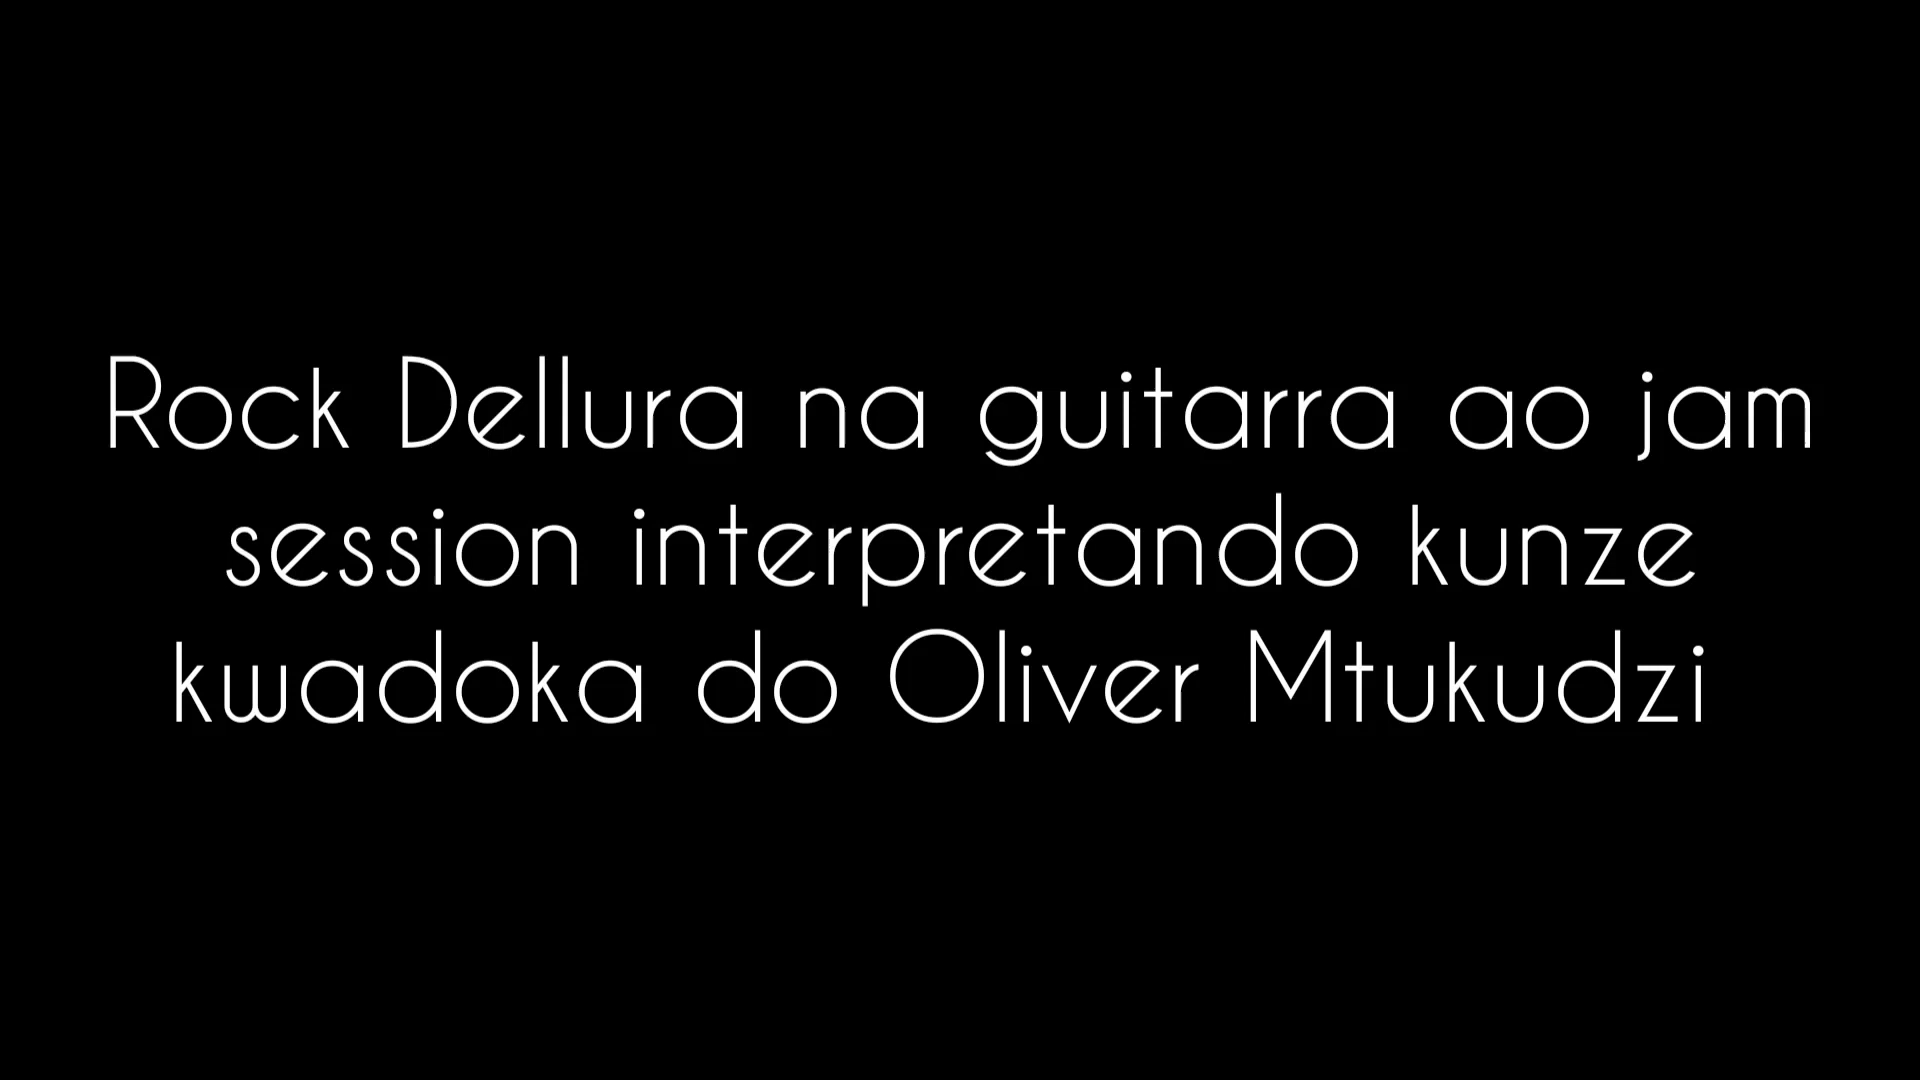 Rock Dellura na guitarra ao jam
session interpretando kunze
kwadoka do Oliver Mtukudzi